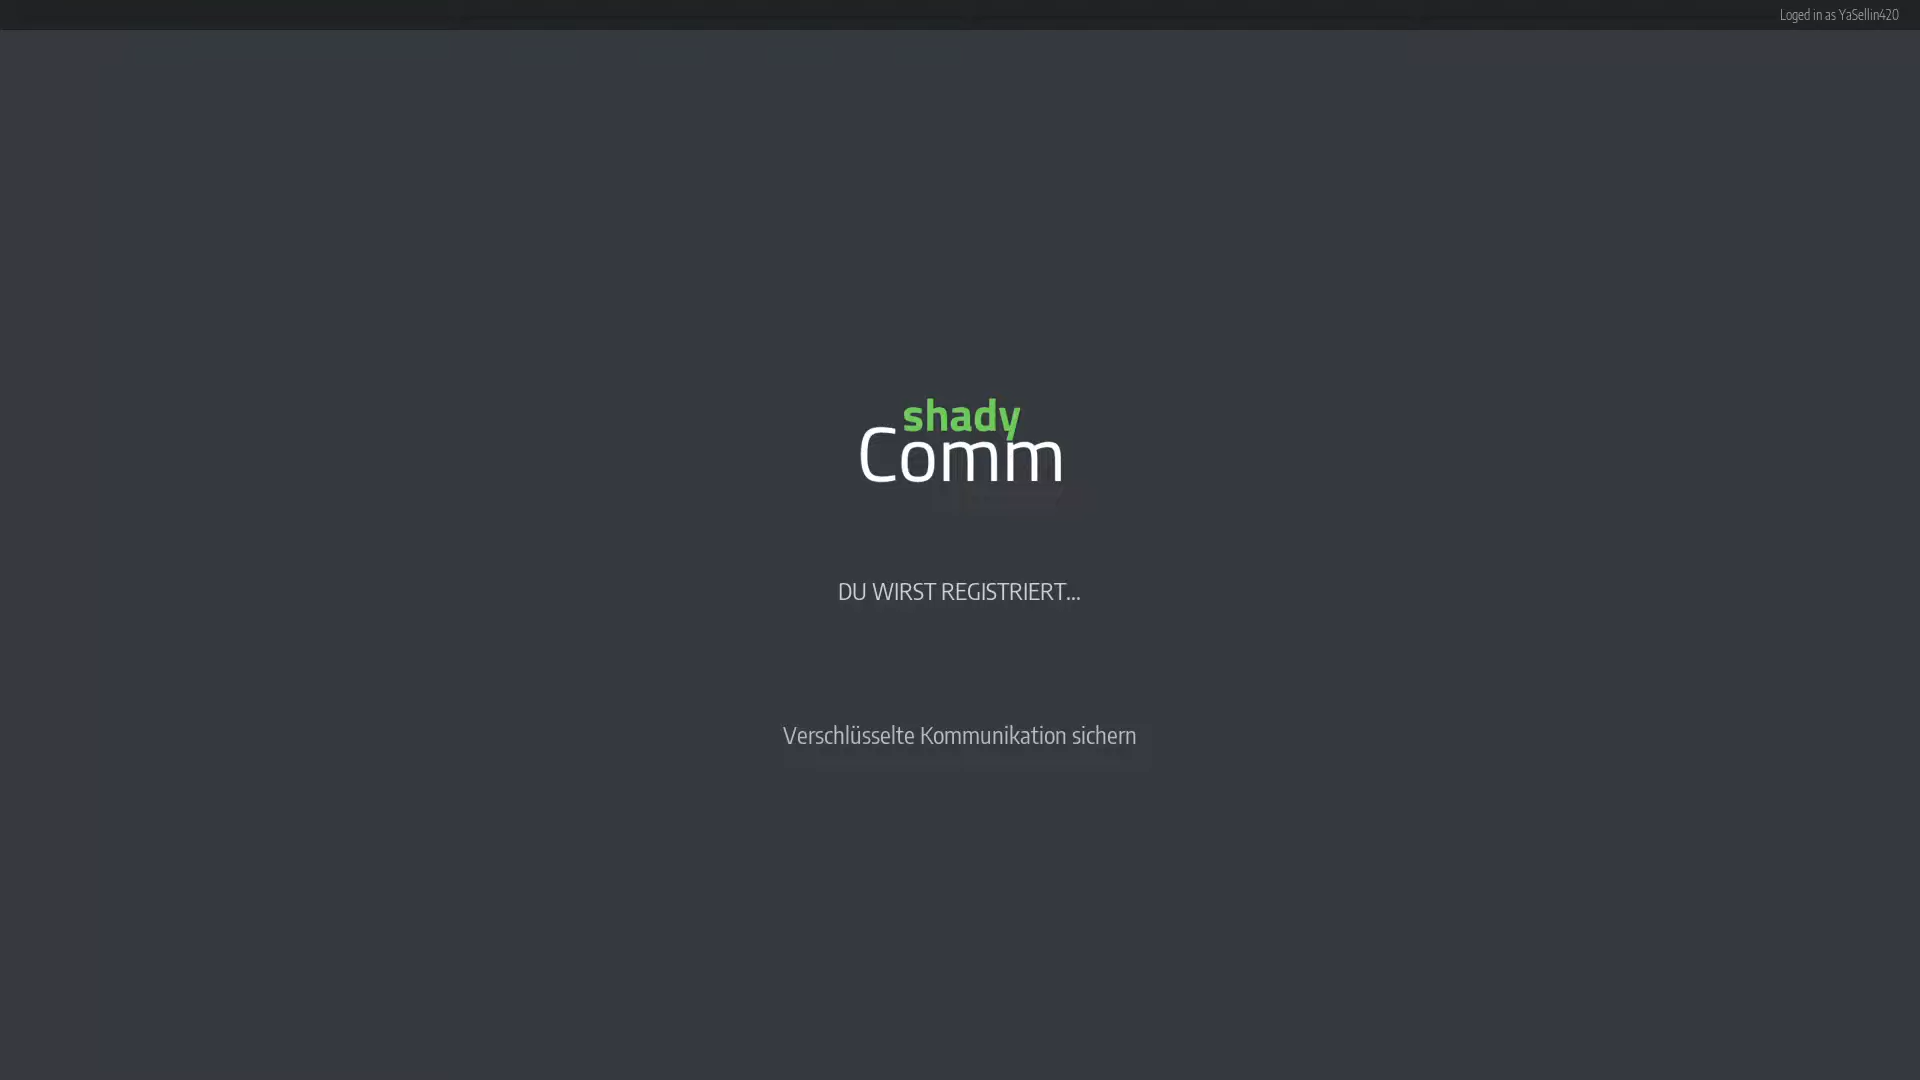 Loged in as YaSellin420
shady
Comm
DU WIRST REGISTRIERT...
Verschlüsselte Kommunikation sichern